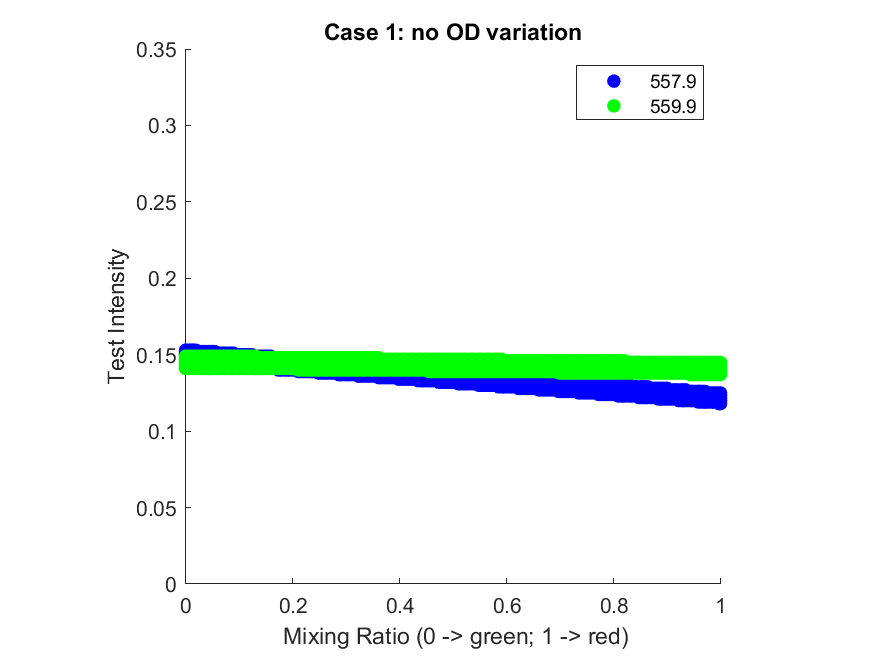 Case 1: no OD variation
557.9
559.9
0.35
0.3
0.25
0.2
0.15
0.1
0.05
0
Test Intensity
0 0.2 0.4 0.6 0.8 1
Mixing Ratio (0 -> green; 1 -> red)